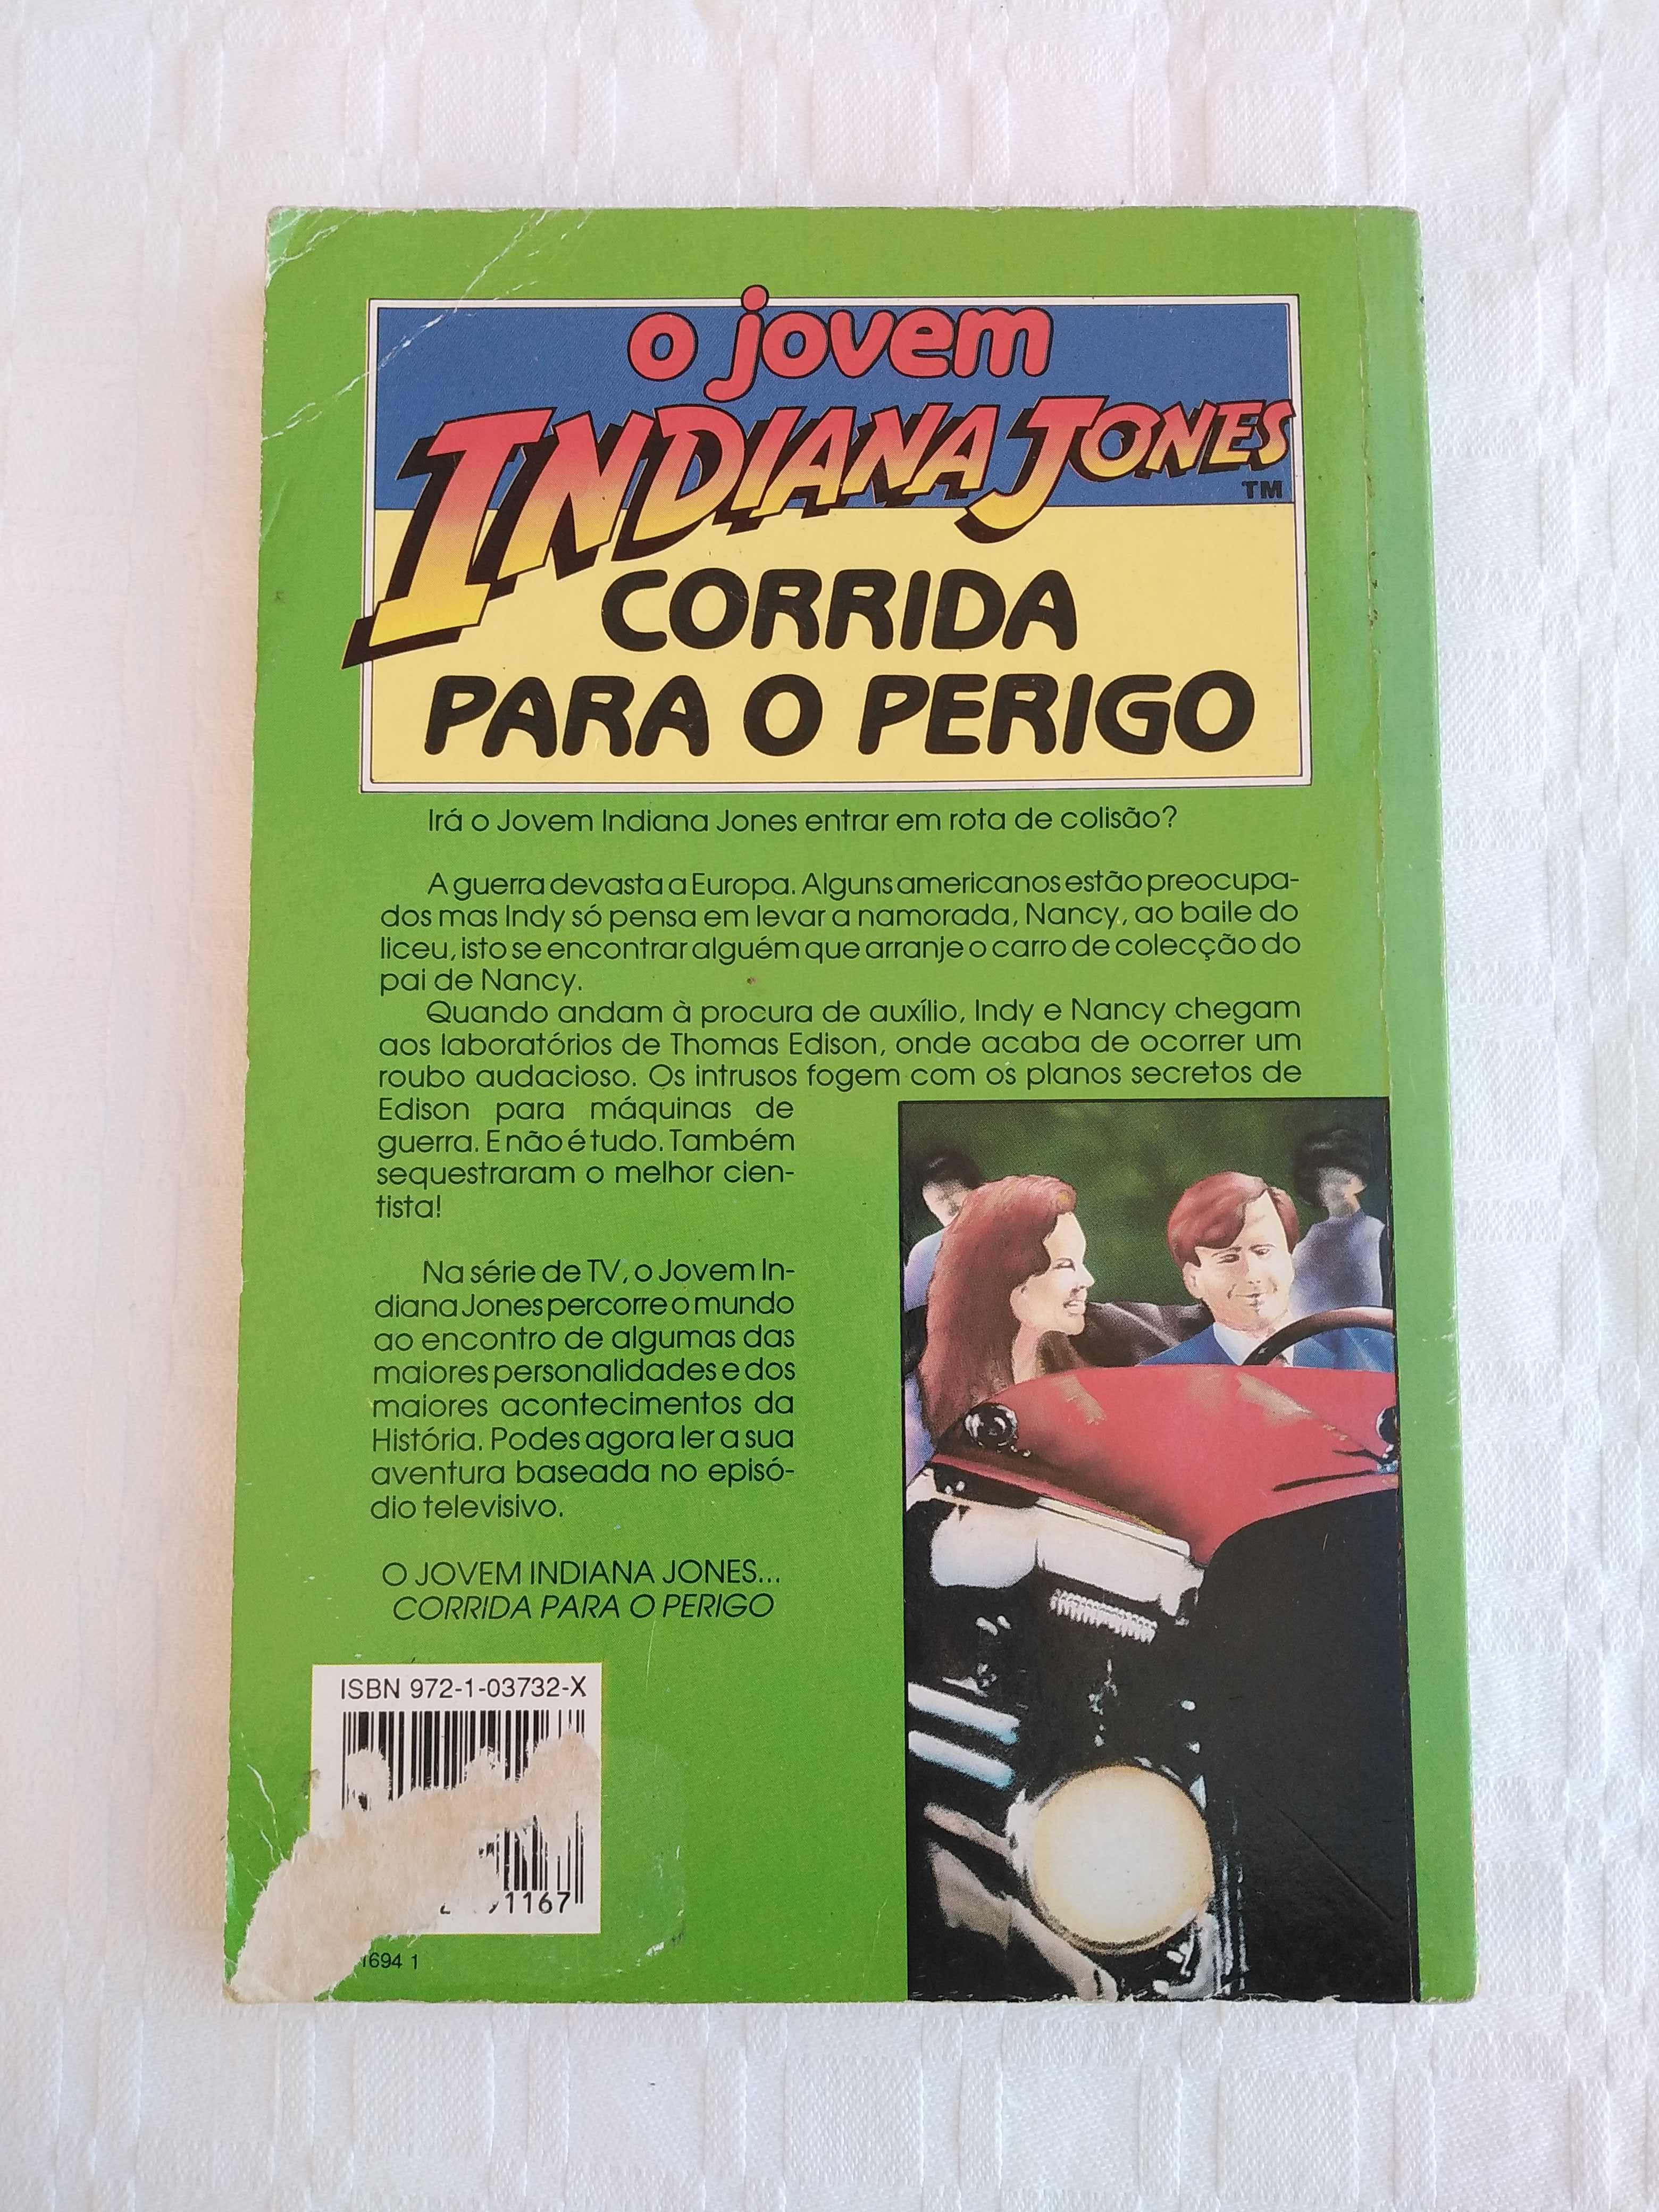 o jovem
INDIANA JONES
TM
CORRIDA
PARA O PERIGO
Irá o Jovem Indiana Jones entrar em rota de colisão?
A guerra devasta a Europa. Alguns americanos estão preocupa-
dos mas Indy só pensa em levar a namorada, Nancy, ao baile do
liceu, isto se encontrar alguém que arranje o carro de colecção do
pai de Nancy.
Quando andam à procura de auxílio, Indy e Nancy chegam
aos laboratórios de Thomas Edison, onde acaba de ocorrer um
roubo audacioso. Os intrusos fogem com os planos secretos de
Edison para máquinas de
guerra. E não é tudo. Também
sequestraram o melhor cien-
tista!
Na série de TV, o Jovem In-
diana Jones percorre o mundo
ao encontro de algumas das
maiores personalidades e dos
maiores acontecimentos da
História. Podes agora ler a sua
aventura baseada no episó-
dio televisivo.
O JOVEM INDIANA JONES...
CORRIDA PARA O PERIGO
ISBN 972-1-03732-X
1167
1694 1